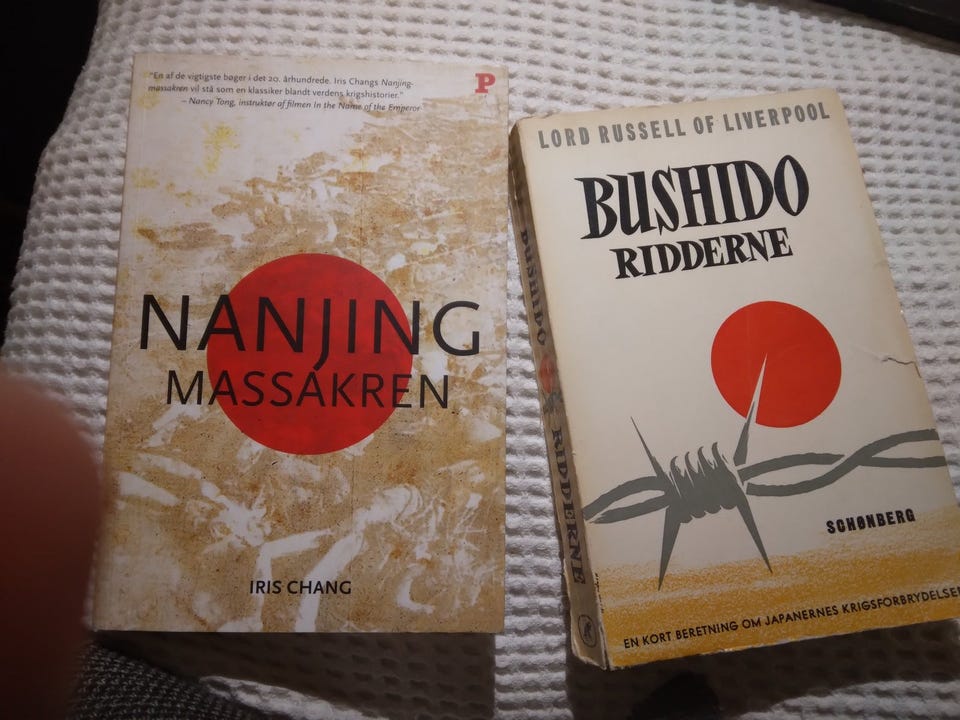 "En af de vigtigste bøger i det 20. århundrede. Iris Changs Nanjing-
massakren vil stå som en klassiker blandt verdens krigshistorier."
– Nancy Tong, instruktør af filmen In the Name of the Emperor
P
NANJING
MASSAKREN
IRIS CHANG
LORD RUSSELL OF LIVERPOOL
BUSHIDO
RIDDERNE
SCHØNBERG
EN KORT BERETNING OM JAPANERNES KRIGSFORBRYDELSER
BUSHIDO RIDDERNE